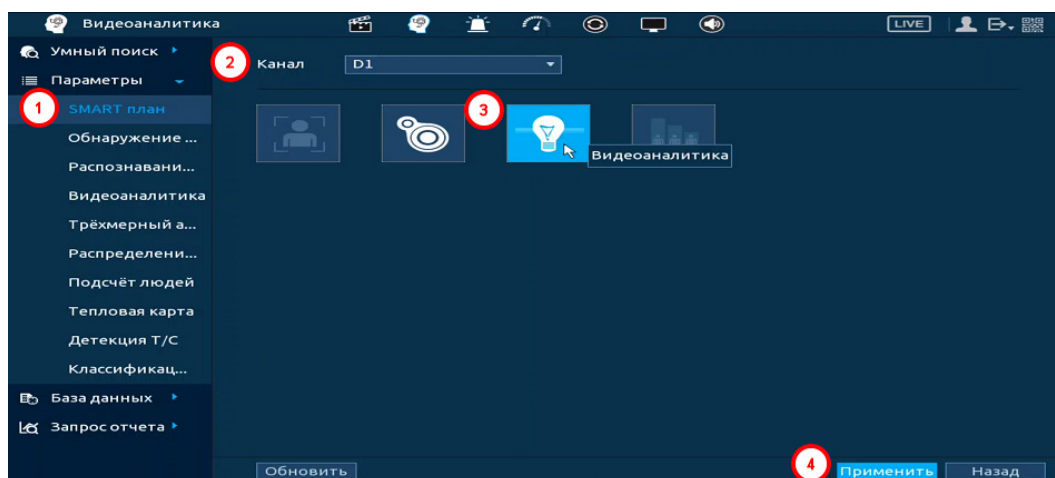 Видеоаналитика
LIVE
Умный поиск
Параметры
1
SMART план
Обнаружение ...
Распознавани...
Видеоаналитика
Трёхмерный а...
Распределени...
Подсчёт людей
Тепловая карта
Детекция Т/С
Классификац...
База данных
Запрос отчета
2
Канал D1
3
Видеоаналитика
Обновить
4
Применить Назад